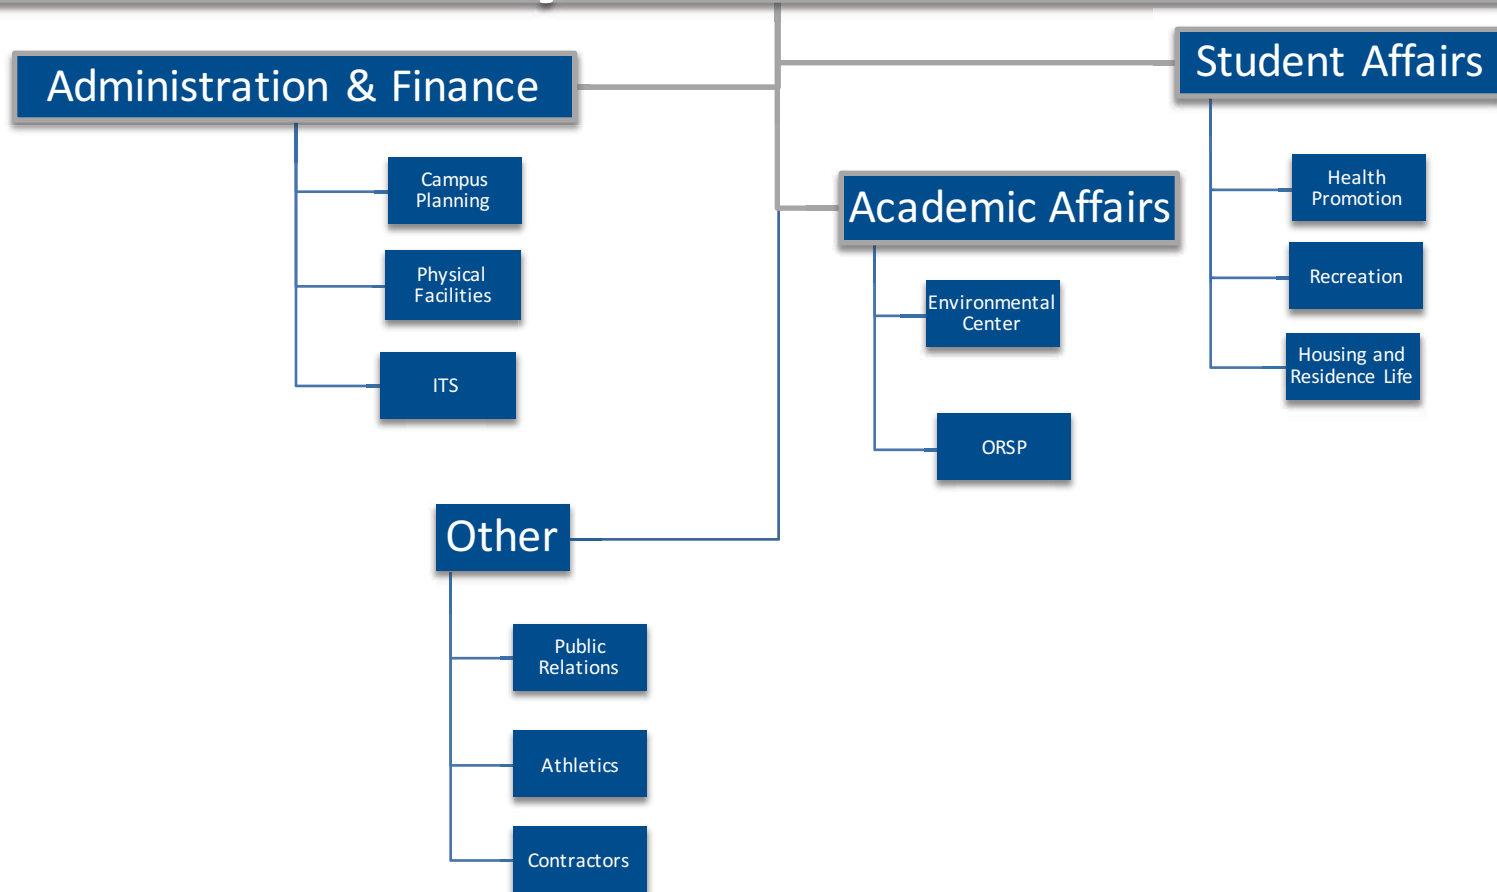 Administration & Finance
Campus
Planning
Physical
Facilities
ITS
Student Affairs
Health
Promotion
Recreation
Housing and
Residence Life
Academic Affairs
Environmental
Center
ORSP
Other
Public
Relations
Athletics
Contractors